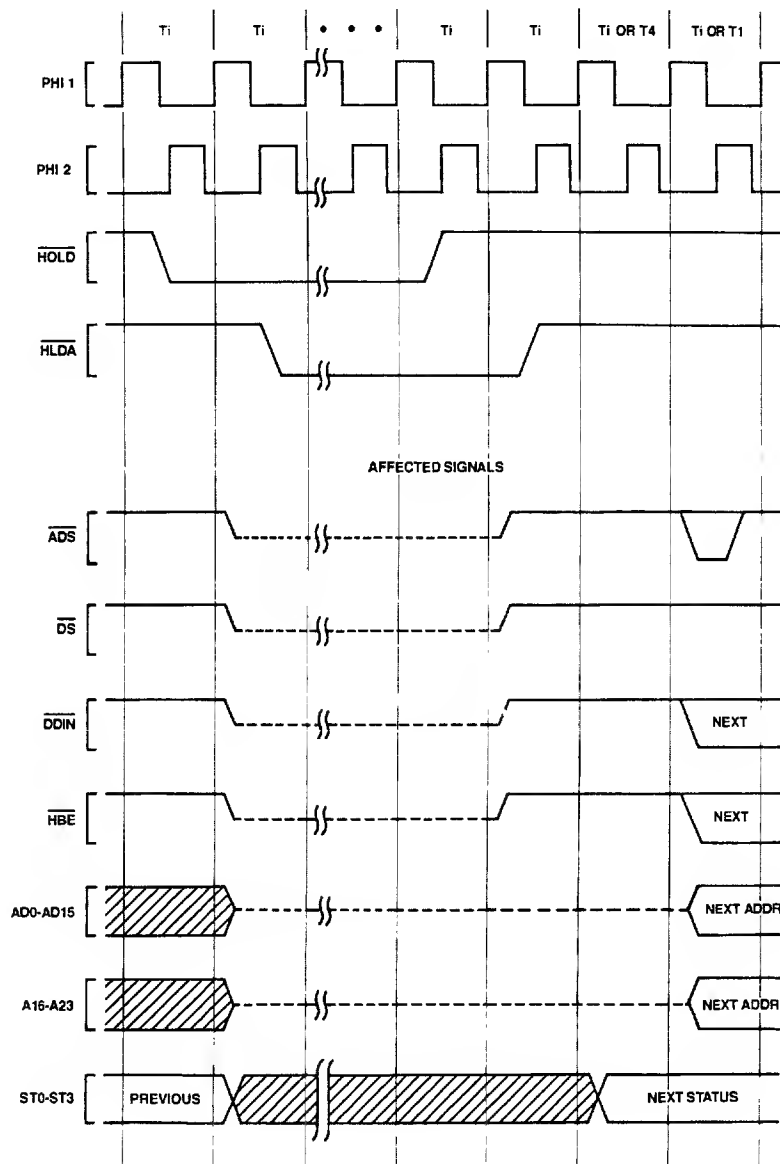 Ti Ti • • • Ti Ti Ti OR T4 Ti OR T1
PHI 1
PHI 2
HOLD
HLDA
AFFECTED SIGNALS
ADS
DS
DDIN NEXT
HBE NEXT
AD0-AD15 NEXT ADDR
A16-A23 NEXT ADDR
ST0-ST3 PREVIOUS NEXT STATUS